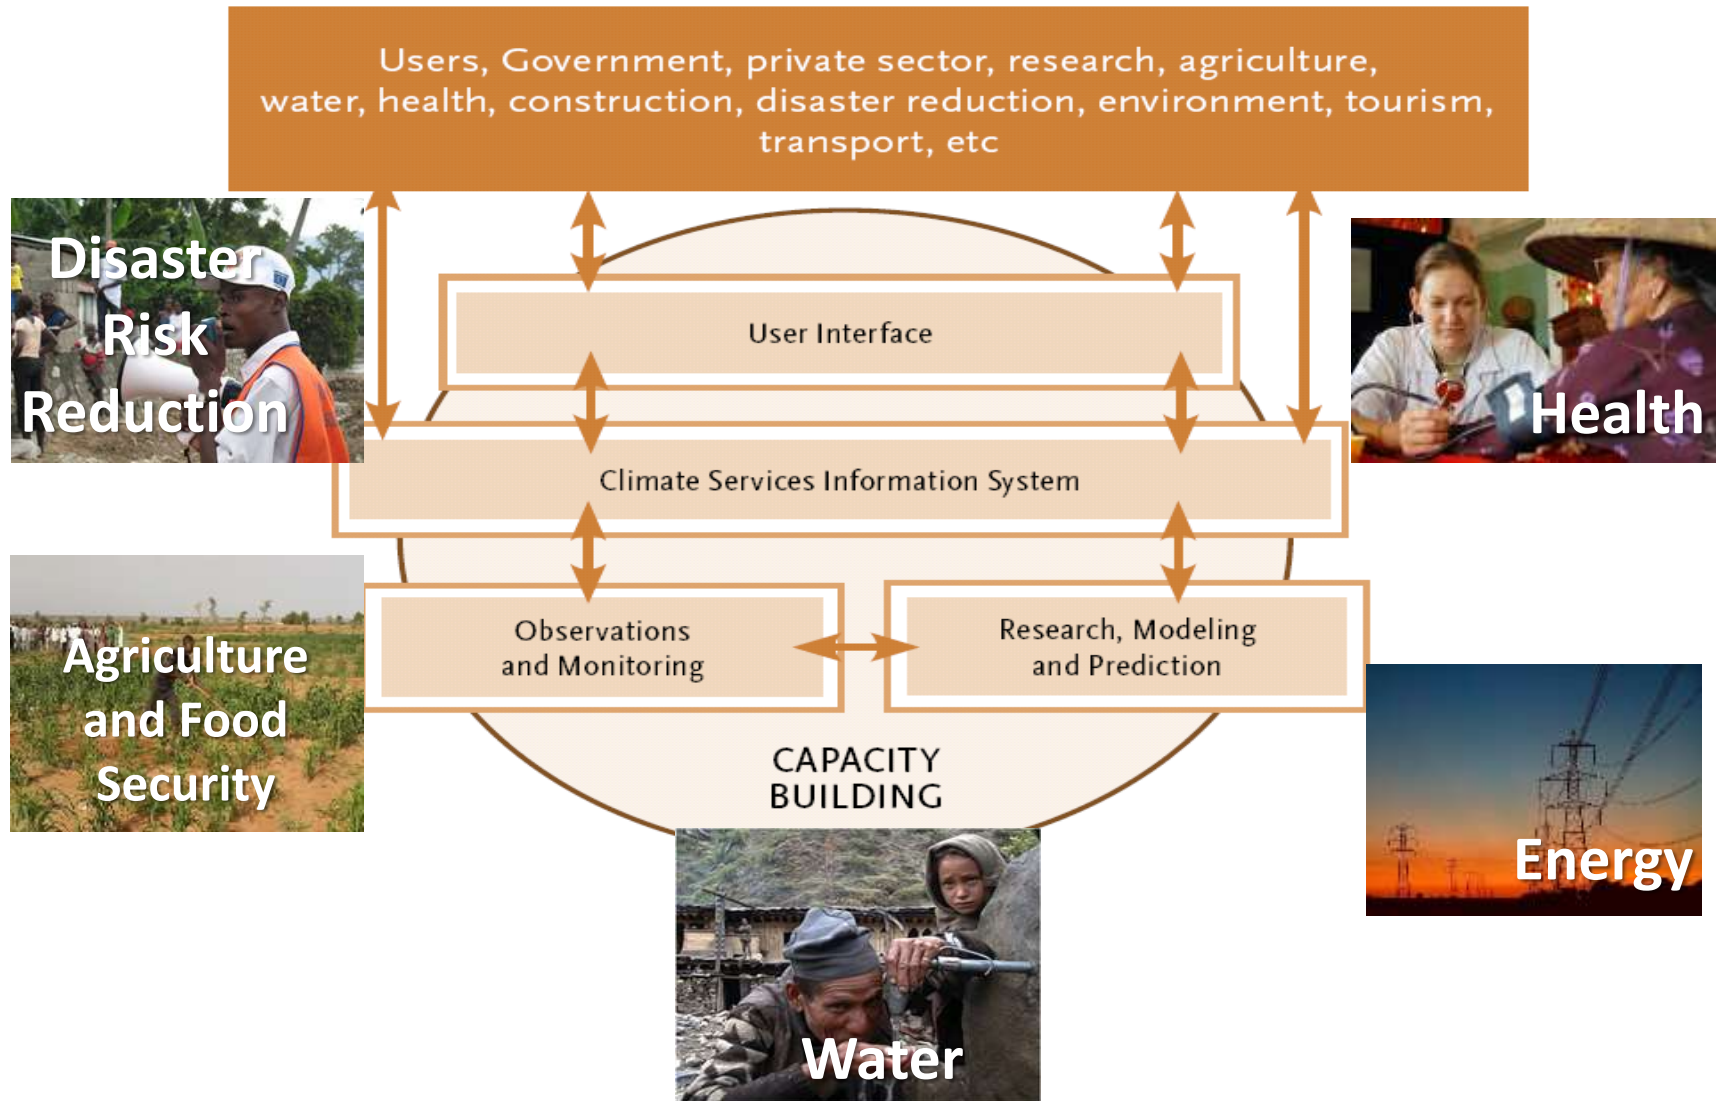 Users, Government, private sector, research, agriculture,
water, health, construction, disaster reduction, environment, tourism,
transport, etc
Disaster
Risk
Reduction
User Interface
Health
Climate Services Information System
Agriculture
and Food
Security
Observations
and Monitoring
Research, Modeling
and Prediction
CAPACITY
BUILDING
Energy
Water